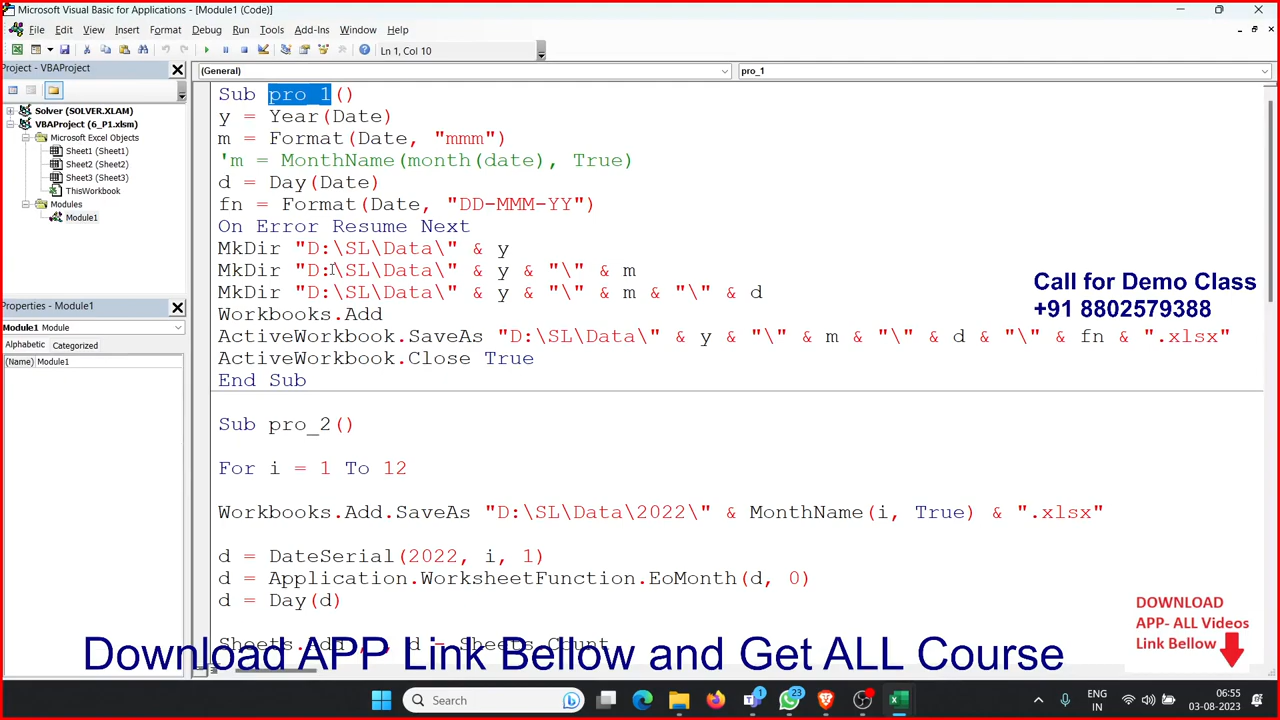 Microsoft Visual Basic for Applications - [Module1 (Code)]
File Edit View Insert Format Debug Run Tools Add-Ins Window Help
Ln 1, Col 10
Project - VBAProject
(General)
pro_1
Solver (SOLVER.XLAM)
VBAProject (6_P1.xlsm)
Microsoft Excel Objects
Sheet1 (Sheet1)
Sheet2 (Sheet2)
Sheet3 (Sheet3)
ThisWorkbook
Modules
Module1
Properties - Module1
Module1 Module
Alphabetic Categorized
(Name) Module1
Sub pro_1()
y = Year(Date)
m = Format(Date, "mmm")
'm = MonthName(month(date), True)
d = Day(Date)
fn = Format(Date, "DD-MMM-YY")
On Error Resume Next
MkDir "D:\SL\Data\" & y
MkDir "D:\SL\Data\" & y & "\" & m
MkDir "D:\SL\Data\" & y & "\" & m & "\" & d
Workbooks.Add
ActiveWorkbook.SaveAs "D:\SL\Data\" & y & "\" & m & "\" & d & "\" & fn & ".xlsx"
ActiveWorkbook.Close True
End Sub
Sub pro_2()
For i = 1 To 12
Workbooks.Add.SaveAs "D:\SL\Data\2022\" & MonthName(i, True) & ".xlsx"
d = DateSerial(2022, i, 1)
d = Application.WorksheetFunction.EoMonth(d, 0)
d = Day(d)
Sheets.Add , , d - Sheets.Count
Call for Demo Class
+91 8802579388
DOWNLOAD
APP- ALL Videos
Link Bellow
Download APP Link Bellow and Get ALL Course
Search
1
23
ENG
IN
06:55
03-08-2023